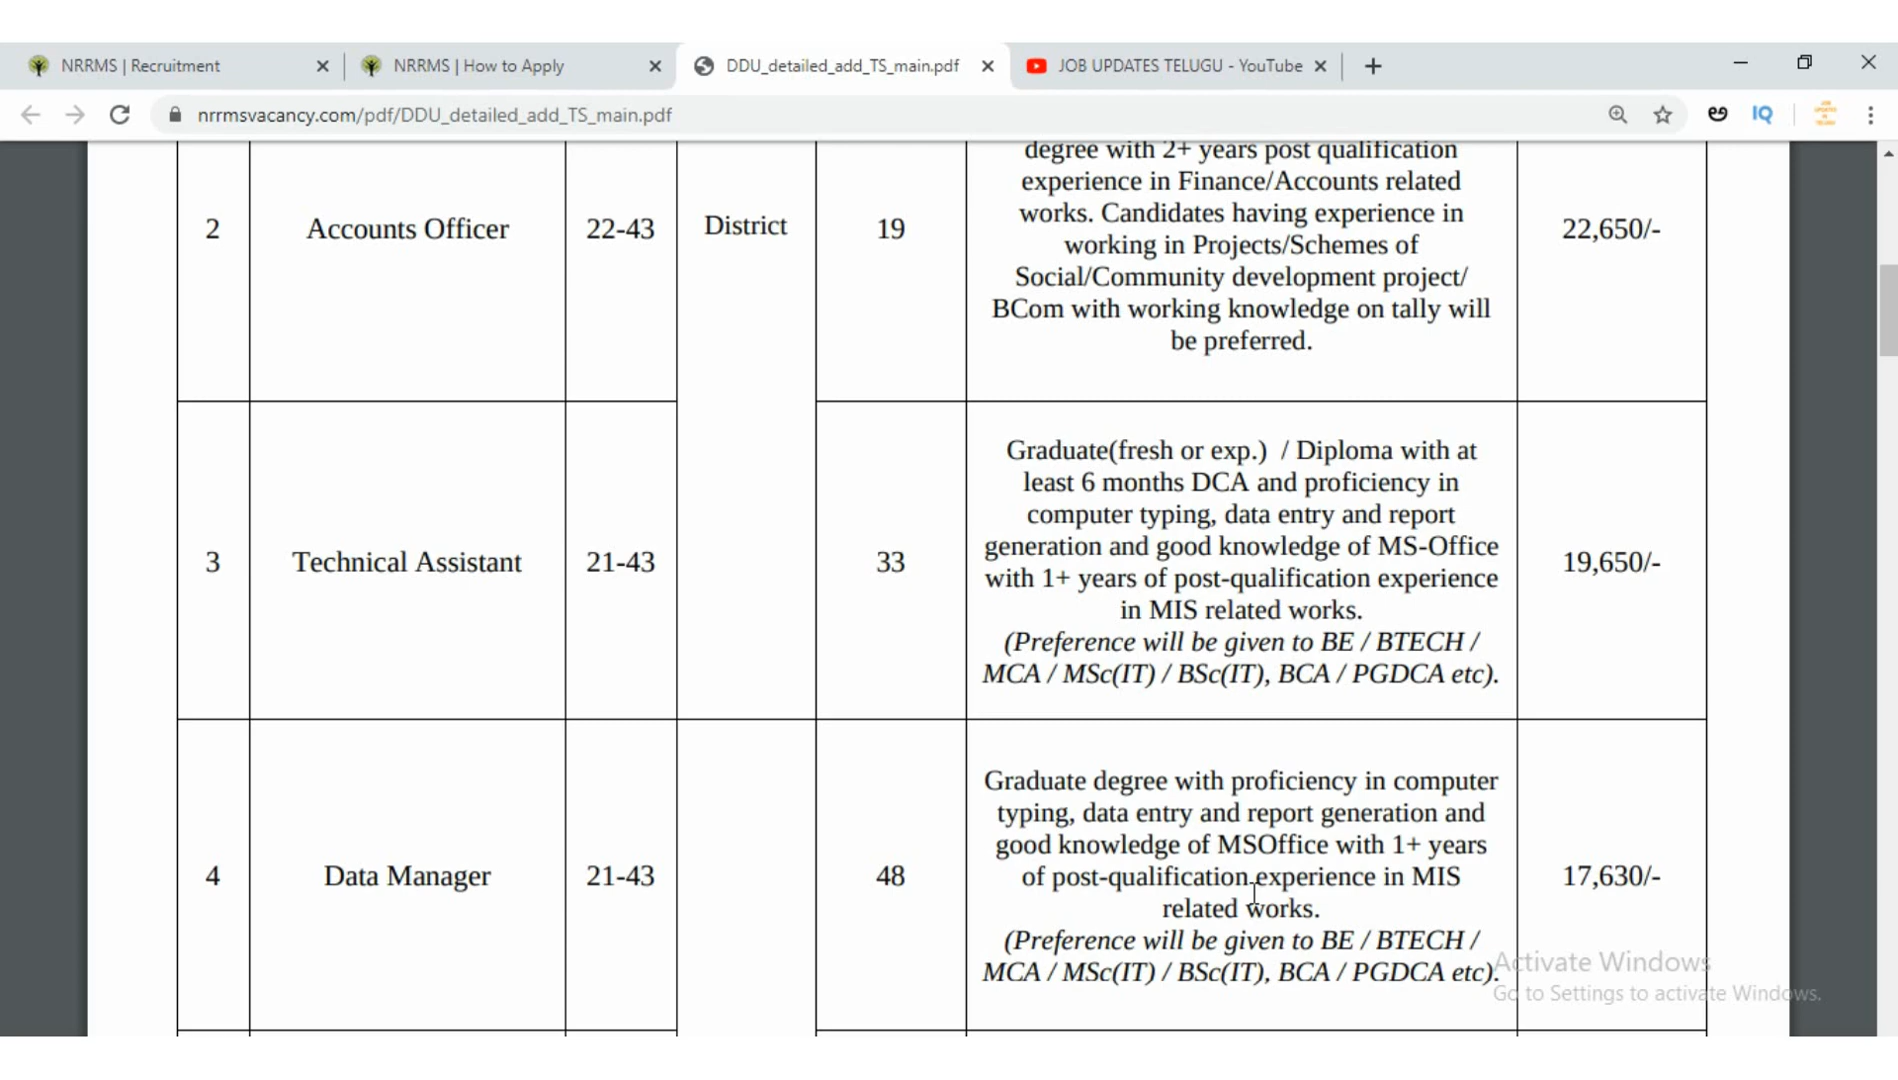 NRRMS | Recruitment
NRRMS | How to Apply
DDU_detailed_add_TS_main.pdf
JOB UPDATES TELUGU - YouTube
nrrmsvacancy.com/pdf/DDU_detailed_add_TS_main.pdf
IQ
2
Accounts Officer
22-43
District
19
degree with 2+ years post qualification
experience in Finance/Accounts related
works. Candidates having experience in
working in Projects/Schemes of
Social/Community development project/
BCom with working knowledge on tally will
be preferred.
22,650/-
3
Technical Assistant
21-43
33
Graduate(fresh or exp.) / Diploma with at
least 6 months DCA and proficiency in
computer typing, data entry and report
generation and good knowledge of MS-Office
with 1+ years of post-qualification experience
in MIS related works.
(Preference will be given to BE / BTECH /
MCA / MSc(IT) / BSc(IT), BCA / PGDCA etc).
19,650/-
4
Data Manager
21-43
48
Graduate degree with proficiency in computer
typing, data entry and report generation and
good knowledge of MSOffice with 1+ years
of post-qualification experience in MIS
related works.
(Preference will be given to BE / BTECH /
MCA / MSc(IT) / BSc(IT), BCA / PGDCA etc).
17,630/-
Activate Windows
Go to Settings to activate Windows.